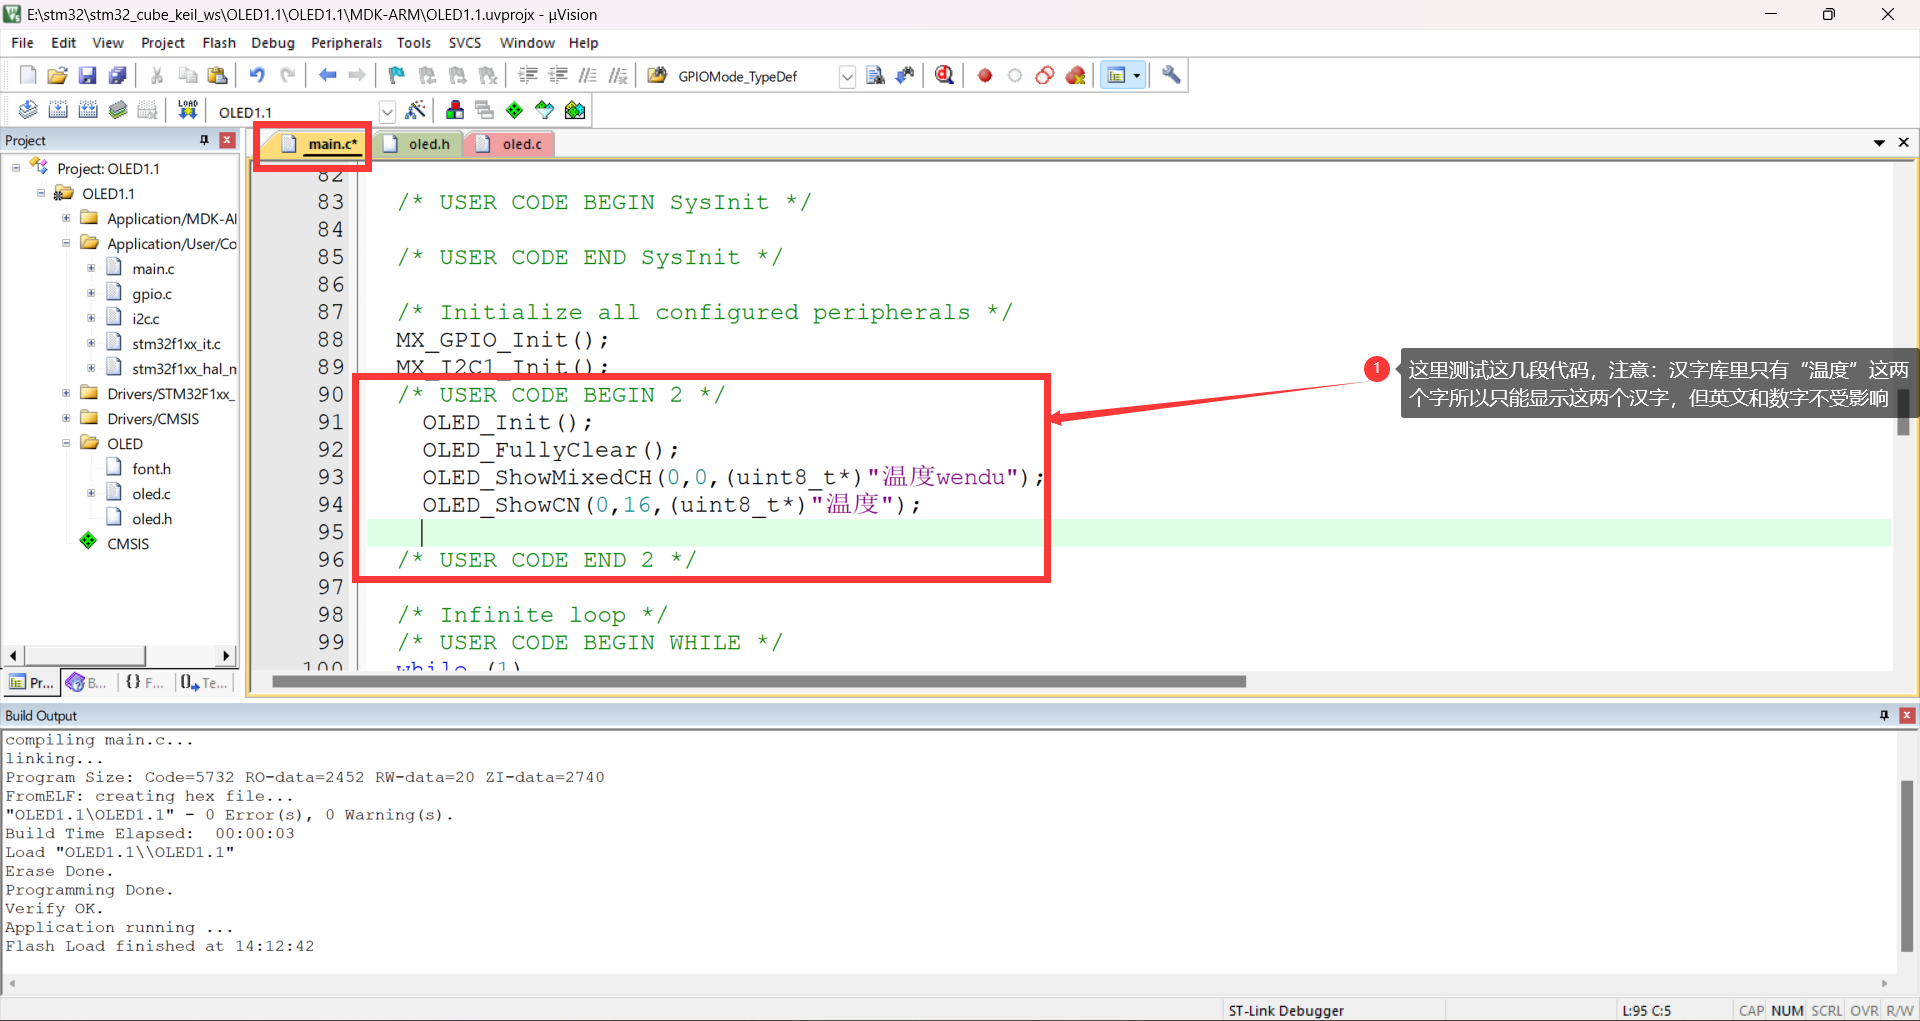 E:\stm32\stm32_cube_keil_ws\OLED1.1\OLED1.1\MDK-ARM\OLED1.1.uvprojx - µVision
File Edit View Project Flash Debug Peripherals Tools SVCS Window Help
GPIOMode_TypeDef
LOAD
OLED1.1
Project
main.c* oled.h oled.c
Project: OLED1.1
OLED1.1
Application/MDK-AI
Application/User/Co
main.c
gpio.c
i2c.c
stm32f1xx_it.c
stm32f1xx_hal_n
Drivers/STM32F1xx_
Drivers/CMSIS
OLED
font.h
oled.c
oled.h
CMSIS
Pr... B... {} F... Te...
82
83 /* USER CODE BEGIN SysInit */
84
85 /* USER CODE END SysInit */
86
87 /* Initialize all configured peripherals */
88 MX_GPIO_Init();
89 MX_I2C1_Init();
90 /* USER CODE BEGIN 2 */
91 OLED_Init();
92 OLED_FullyClear();
93 OLED_ShowMixedCH(0,0,(uint8_t*)"温度wendu");
94 OLED_ShowCN(0,16,(uint8_t*)"温度");
95
96 /* USER CODE END 2 */
97
98 /* Infinite loop */
99 /* USER CODE BEGIN WHILE */
100 while (1)
1
这里测试这几段代码，注意：汉字库里只有“温度”这两
个字所以只能显示这两个汉字，但英文和数字不受影响
Build Output
compiling main.c...
linking...
Program Size: Code=5732 RO-data=2452 RW-data=20 ZI-data=2740
FromELF: creating hex file...
"OLED1.1\OLED1.1" - 0 Error(s), 0 Warning(s).
Build Time Elapsed:  00:00:03
Load "OLED1.1\\OLED1.1"
Erase Done.
Programming Done.
Verify OK.
Application running ...
Flash Load finished at 14:12:42
ST-Link Debugger L:95 C:5 CAP NUM SCRL OVR R/W